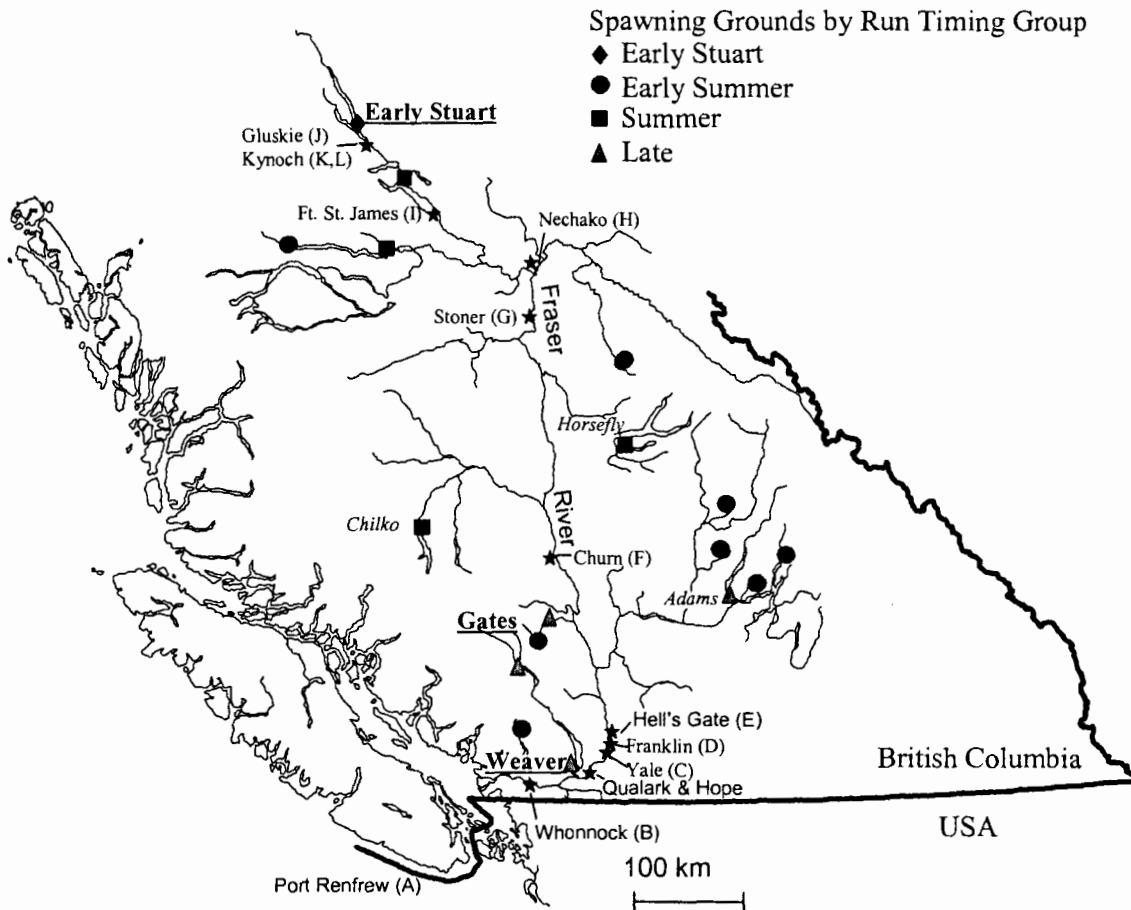 Spawning Grounds by Run Timing Group
Early Stuart
Early Summer
Summer
Late
Early Stuart
Gluskie (J)
Kynoch (K,L)
Ft. St. James (I)
Nechako (H)
Fraser
Stoner (G)
Horsefly
River
Chilko
Churn (F)
Adams
Gates
Hell's Gate (E)
Franklin (D)
Weaver
Yale (C)
British Columbia
Qualark & Hope
USA
Whonnock (B)
100 km
Port Renfrew (A)